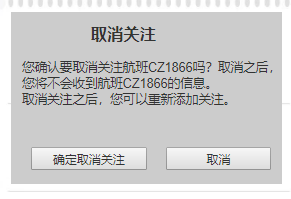 取消关注
您确认要取消关注航班CZ1866吗？取消之后，
您将不会收到航班CZ1866的信息。
取消关注之后，您可以重新添加关注。
确定取消关注
取消